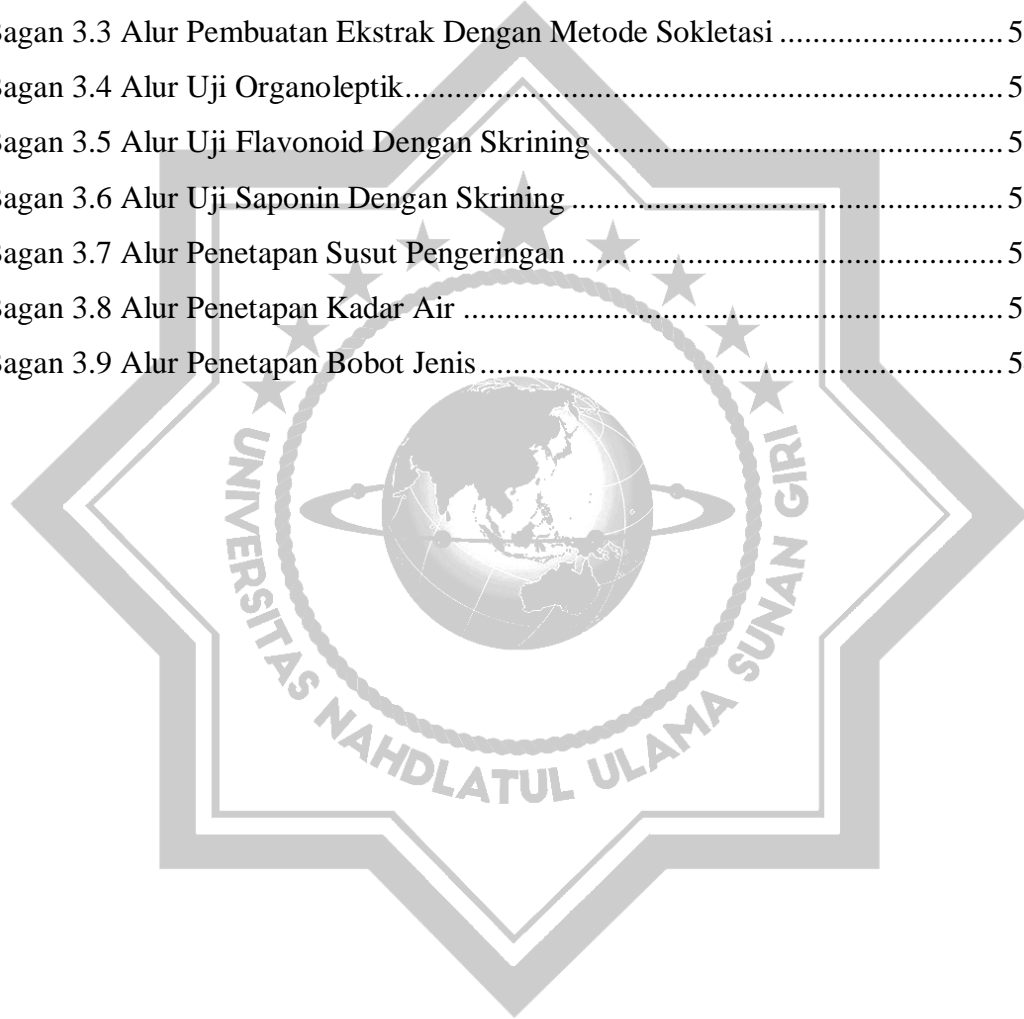 agan 3.3 Alur Pembuatan Ekstrak Dengan Metode Sokletasi ........................... 5
agan 3.4 Alur Uji Organoleptik......................................................................... 5
agan 3.5 Alur Uji Flavonoid Dengan Skrining ................................................. 5
agan 3.6 Alur Uji Saponin Dengan Skrining .................................................... 5
agan 3.7 Alur Penetapan Susut Pengeringan .................................................... 5
agan 3.8 Alur Penetapan Kadar Air ................................................................. 5
agan 3.9 Alur Penetapan Bobot Jenis ............................................................... 5
UNIVERSITAS NAHDLATUL ULAMA SUNAN GIRI